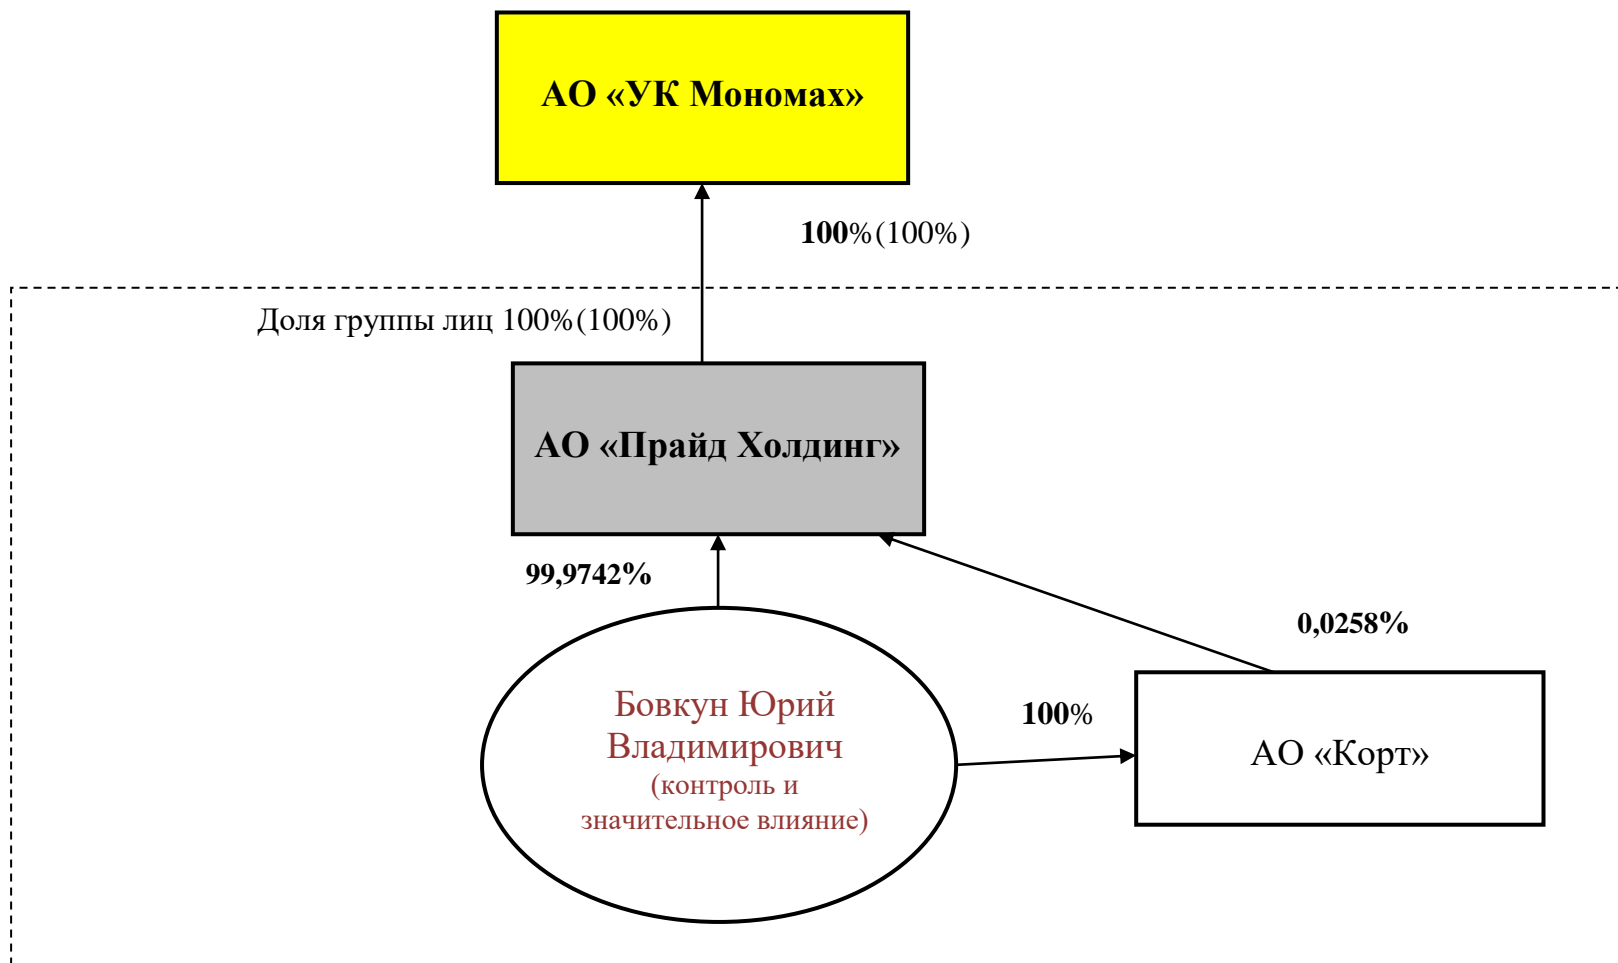 АО «УК Мономах»
100%(100%)
Доля группы лиц 100%(100%)
АО «Прайд Холдинг»
99,9742%
0,0258%
Бовкун Юрий
Владимирович
(контроль и
значительное влияние)
100%
АО «Корт»